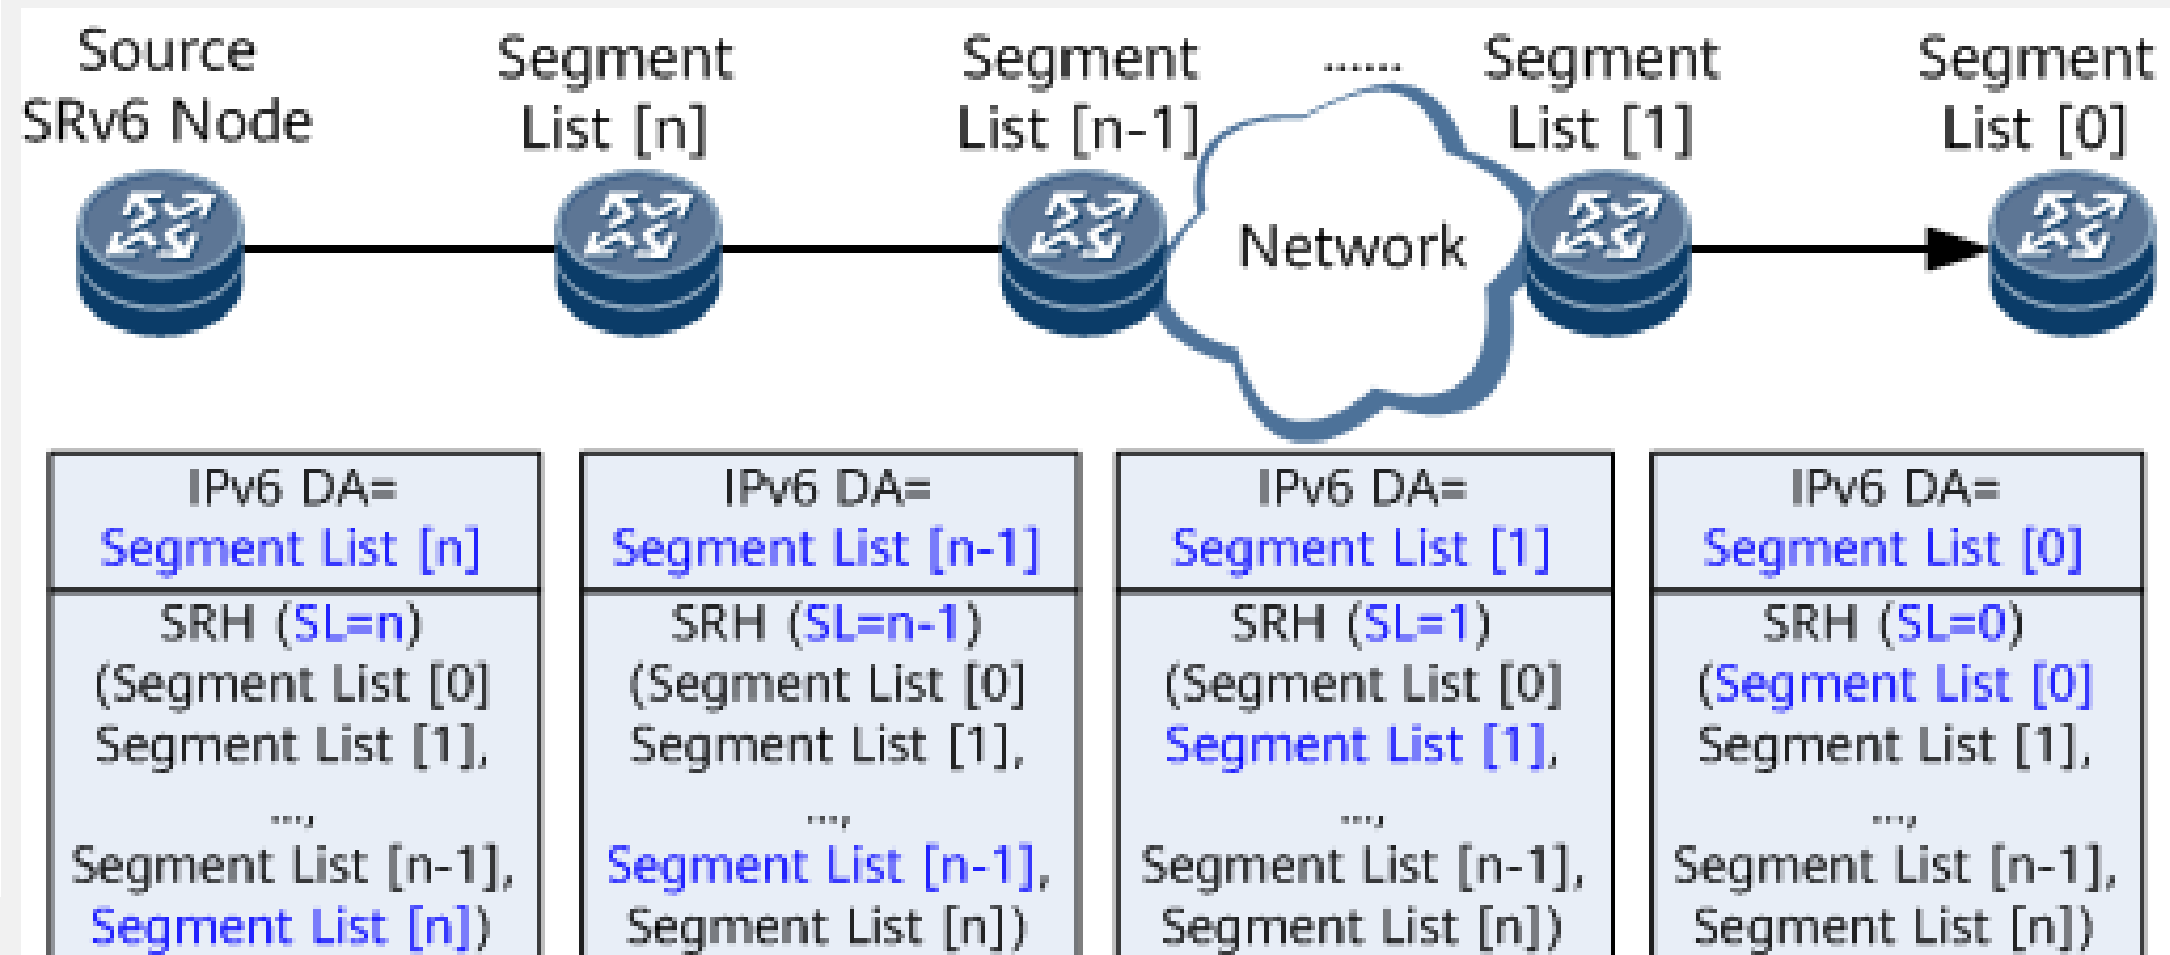 Source
SRv6 Node
Segment
List [n]
Segment
List [n-1]
......
Segment
List [1]
Segment
List [0]
Network
IPv6 DA=
Segment List [n]
SRH (SL=n)
(Segment List [0]
Segment List [1],
...,
Segment List [n-1],
Segment List [n])
IPv6 DA=
Segment List [n-1]
SRH (SL=n-1)
(Segment List [0]
Segment List [1],
...,
Segment List [n-1],
Segment List [n])
IPv6 DA=
Segment List [1]
SRH (SL=1)
(Segment List [0]
Segment List [1],
...,
Segment List [n-1],
Segment List [n])
IPv6 DA=
Segment List [0]
SRH (SL=0)
(Segment List [0]
Segment List [1],
...,
Segment List [n-1],
Segment List [n])